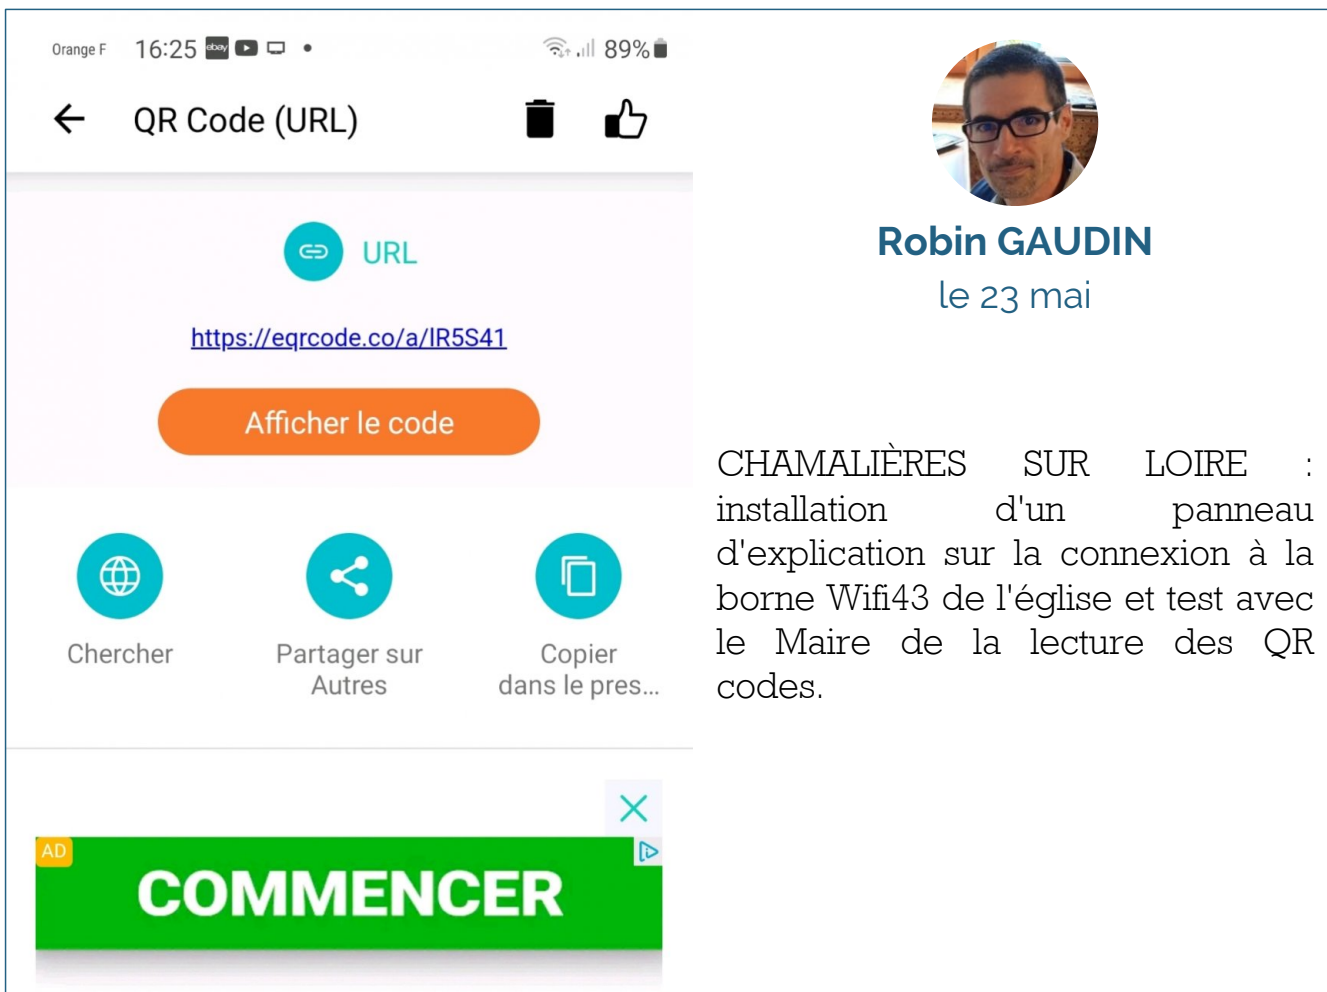 Orange F 16:25 ebay 89%
QR Code (URL)
URL
https://eqrcode.co/a/lR5S41
Afficher le code
Chercher
Partager sur
Autres
Copier
dans le pres...
AD
COMMENCER
Robin GAUDIN
le 23 mai
CHAMALIÈRES SUR LOIRE :
installation d'un panneau
d'explication sur la connexion à la
borne Wifi43 de l'église et test avec
le Maire de la lecture des QR
codes.